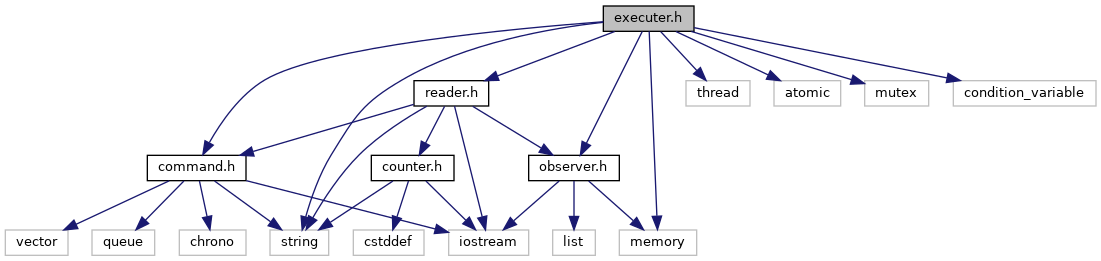 executer.h
reader.h
thread
atomic
mutex
condition_variable
command.h
counter.h
observer.h
vector
queue
chrono
string
cstddef
iostream
list
memory